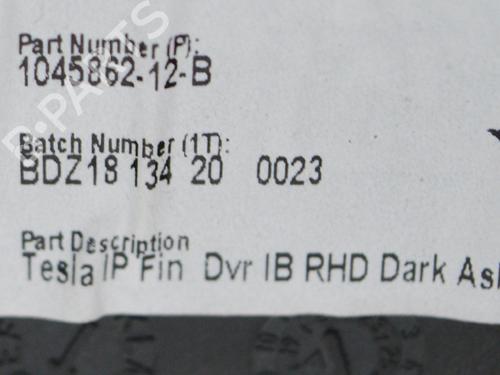 Part Number (P):
1045862-12-B
Batch Number (1T):
BDZ18 134 20 0023
Part Description
Tesla IP Fin Dvr IB RHD Dark